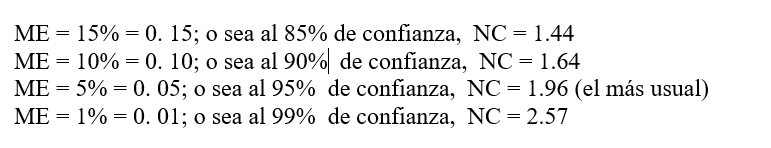 ME = 15% = 0. 15; o sea al 85% de confianza,  NC = 1.44
ME = 10% = 0. 10; o sea al 90%  de confianza,  NC = 1.64
ME = 5% = 0. 05; o sea al 95%  de confianza,  NC = 1.96 (el más usual)
ME = 1% = 0. 01; o sea al 99%  de confianza,  NC = 2.57